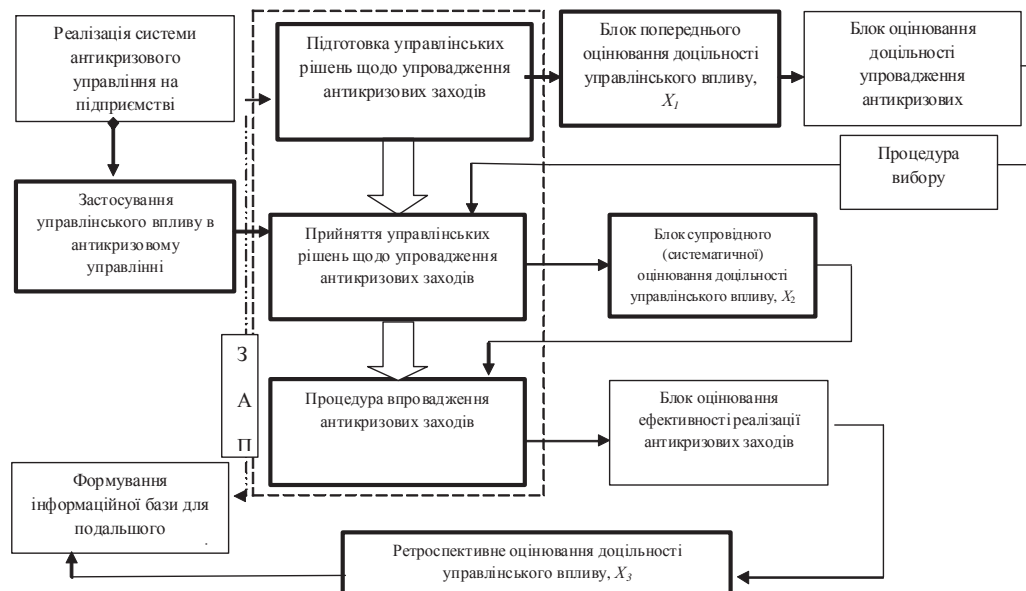 Реалізація системи
антикризового
управління на
підприємстві
Підготовка управлінських
рішень щодо упровадження
антикризових заходів
Блок попереднього
оцінювання доцільності
управлінського впливу,
X1
Блок оцінювання
доцільності
упровадження
антикризових
Процедура
вибору
Застосування
управлінського впливу в
антикризовому
управлінні
Прийняття управлінських
рішень щодо упровадження
антикризових заходів
Блок супровідного
(систематичної)
оцінювання доцільності
управлінського впливу, X2
З
А
П
Процедура впровадження
антикризових заходів
Блок оцінювання
ефективності реалізації
антикризових заходів
Формування
інформаційної бази для
подальшого
.
Ретроспективне оцінювання доцільності
управлінського впливу, X3